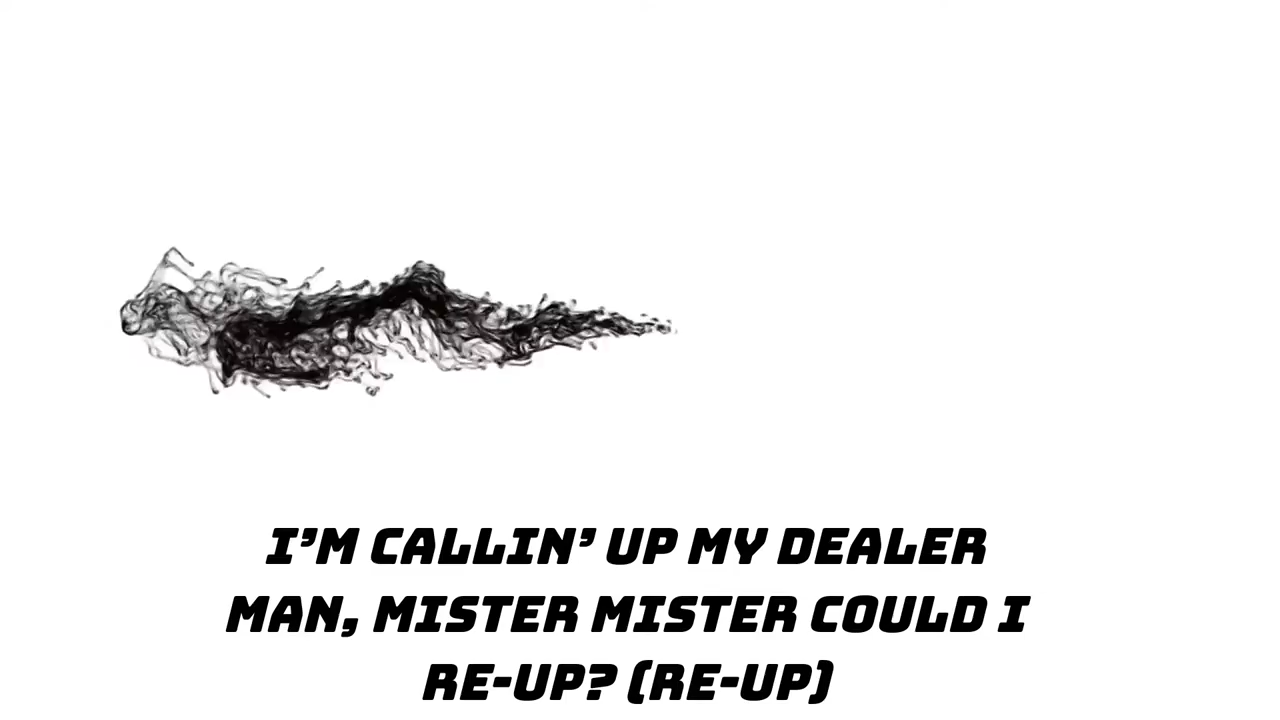 I'M CALLIN' UP MY DEALER
MAN, MISTER MISTER COULD I
RE-UP? (RE-UP)